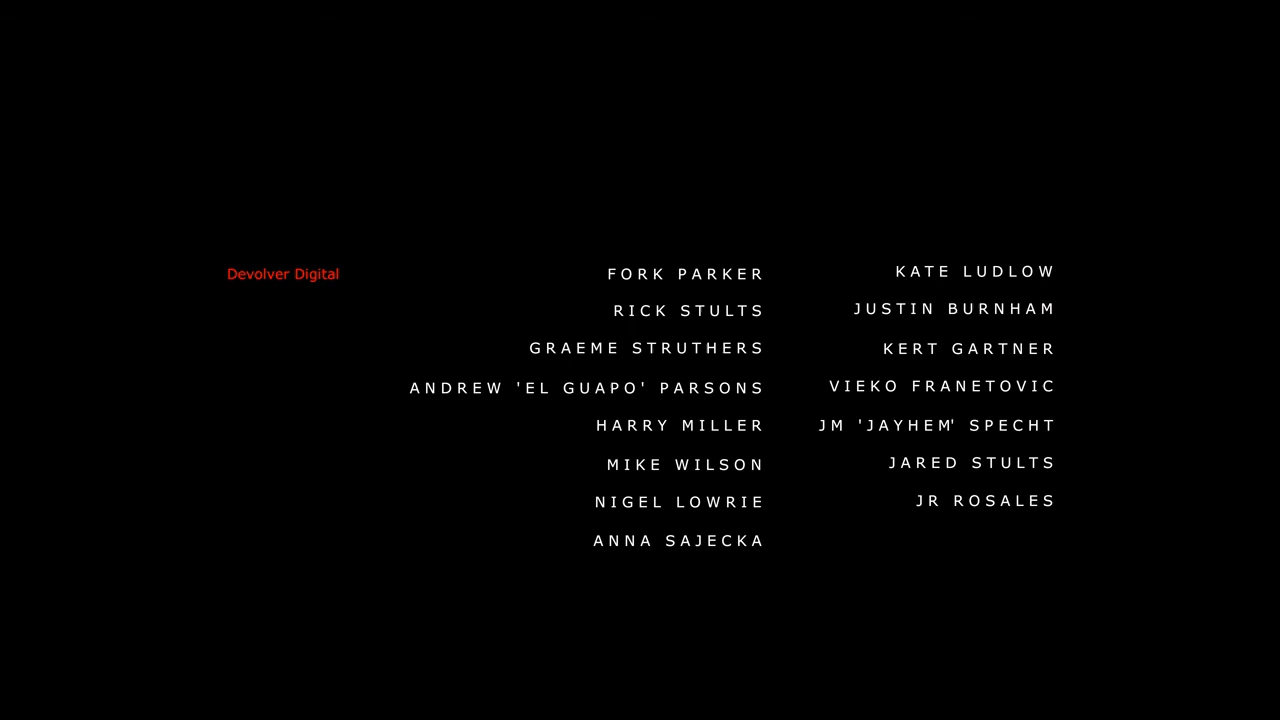 Devolver Digital
FORK PARKER
RICK STULTS
GRAEME STRUTHERS
ANDREW 'EL GUAPO' PARSONS
HARRY MILLER
MIKE WILSON
NIGEL LOWRIE
ANNA SAJECKA
KATE LUDLOW
JUSTIN BURNHAM
KERT GARTNER
VIEKO FRANETOVIC
JM 'JAYHEM' SPECHT
JARED STULTS
JR ROSALES